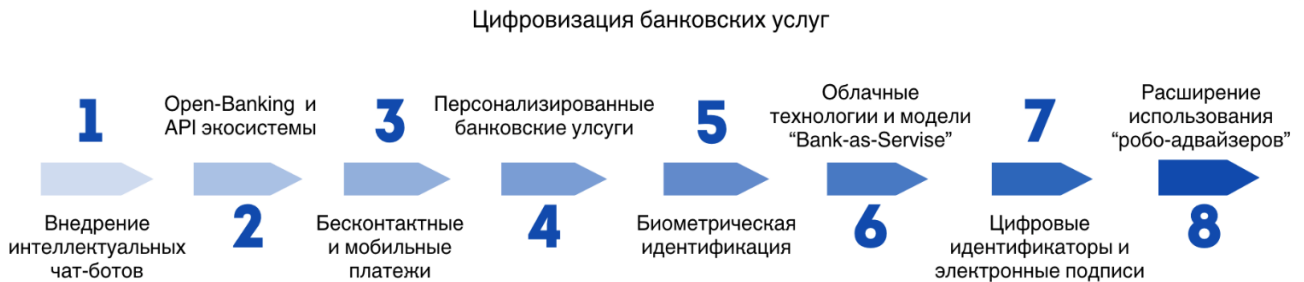 Цифровизация банковских услуг
1
Внедрение
интеллектуальных
чат-ботов
Open-Banking и
API экосистемы
2
3
Бесконтактные
и мобильные
платежи
Персонализированные
банковские улсуги
4
5
Биометрическая
идентификация
Облачные
технологии и модели
“Bank-as-Servise”
6
7
Цифровые
идентификаторы и
электронные подписи
Расширение
использования
“робо-адвайзеров”
8